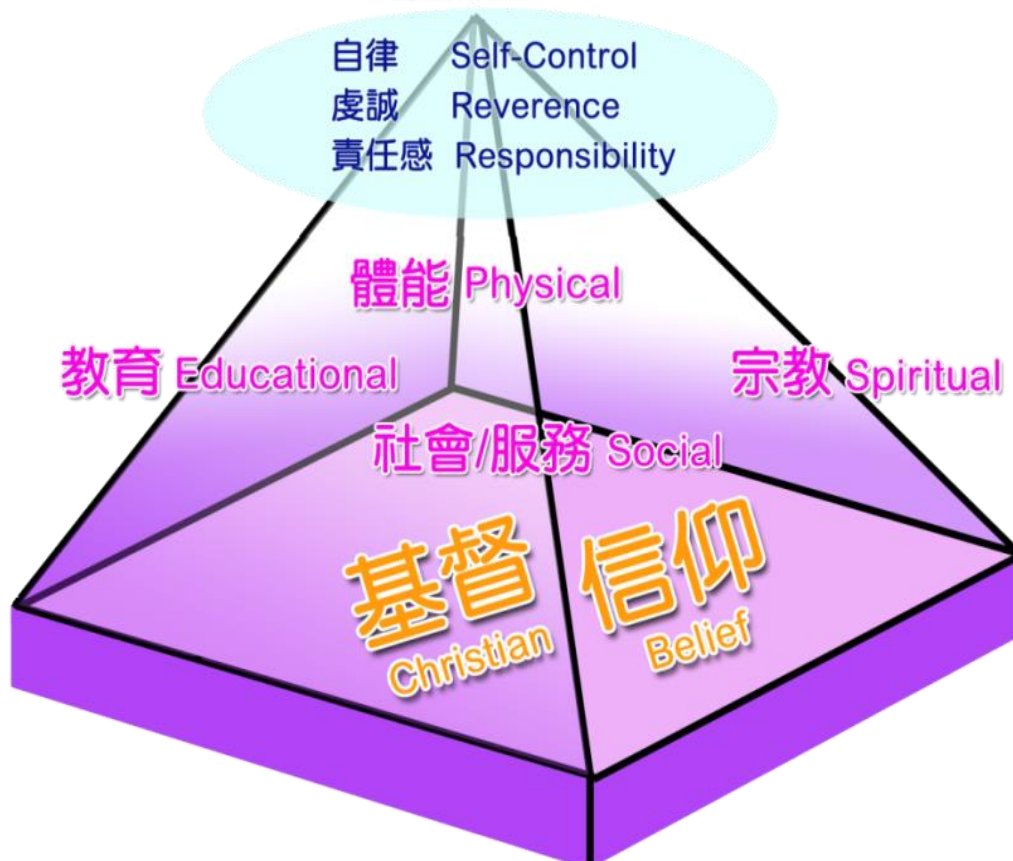 自律 Self-Control
虔誠 Reverence
責任感 Responsibility
體能 Physical
教育 Educational
宗教 Spiritual
社會/服務 Social
基督 信仰
Christian Belief